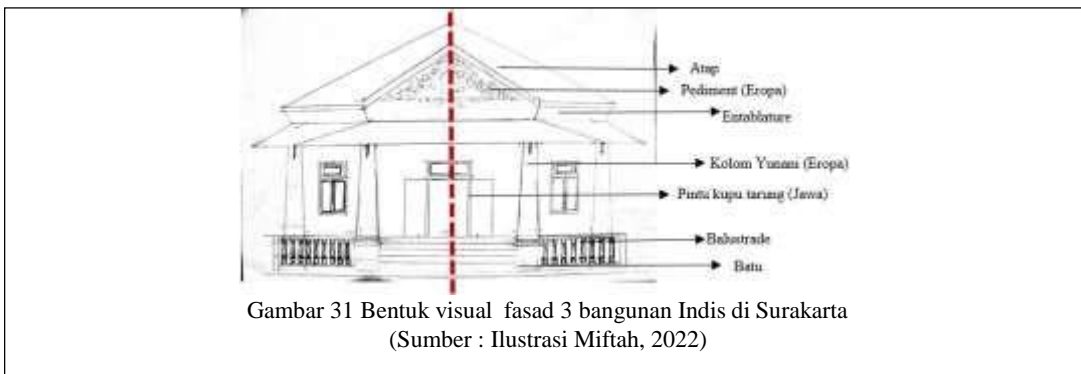 Atap
Pediment (Eropa)
Entablature
Kolom Yunani (Eropa)
Pintu kupu tarung (Jawa)
Balustrade
Batu
Gambar 31 Bentuk visual fasad 3 bangunan Indis di Surakarta
(Sumber : Ilustrasi Miftah, 2022)